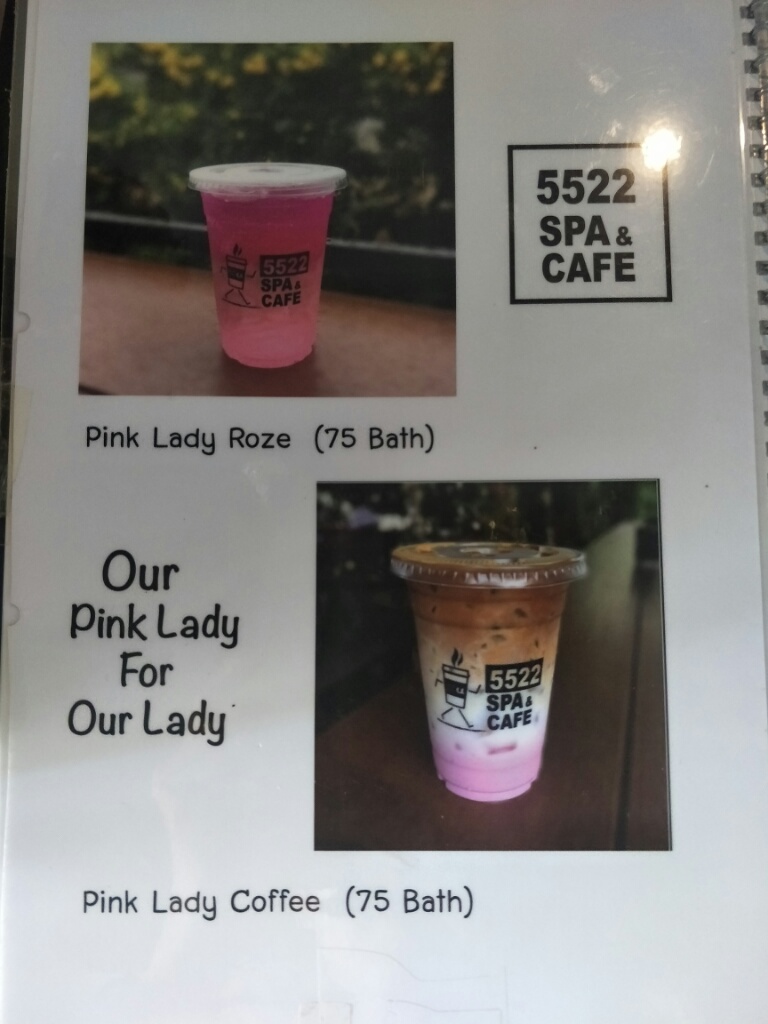 5522
SPA &
CAFE
5522
SPA &
CAFE
Pink Lady Roze (75 Bath)
Our
Pink Lady
For
Our Lady
5522
SPA &
CAFE
Pink Lady Coffee (75 Bath)